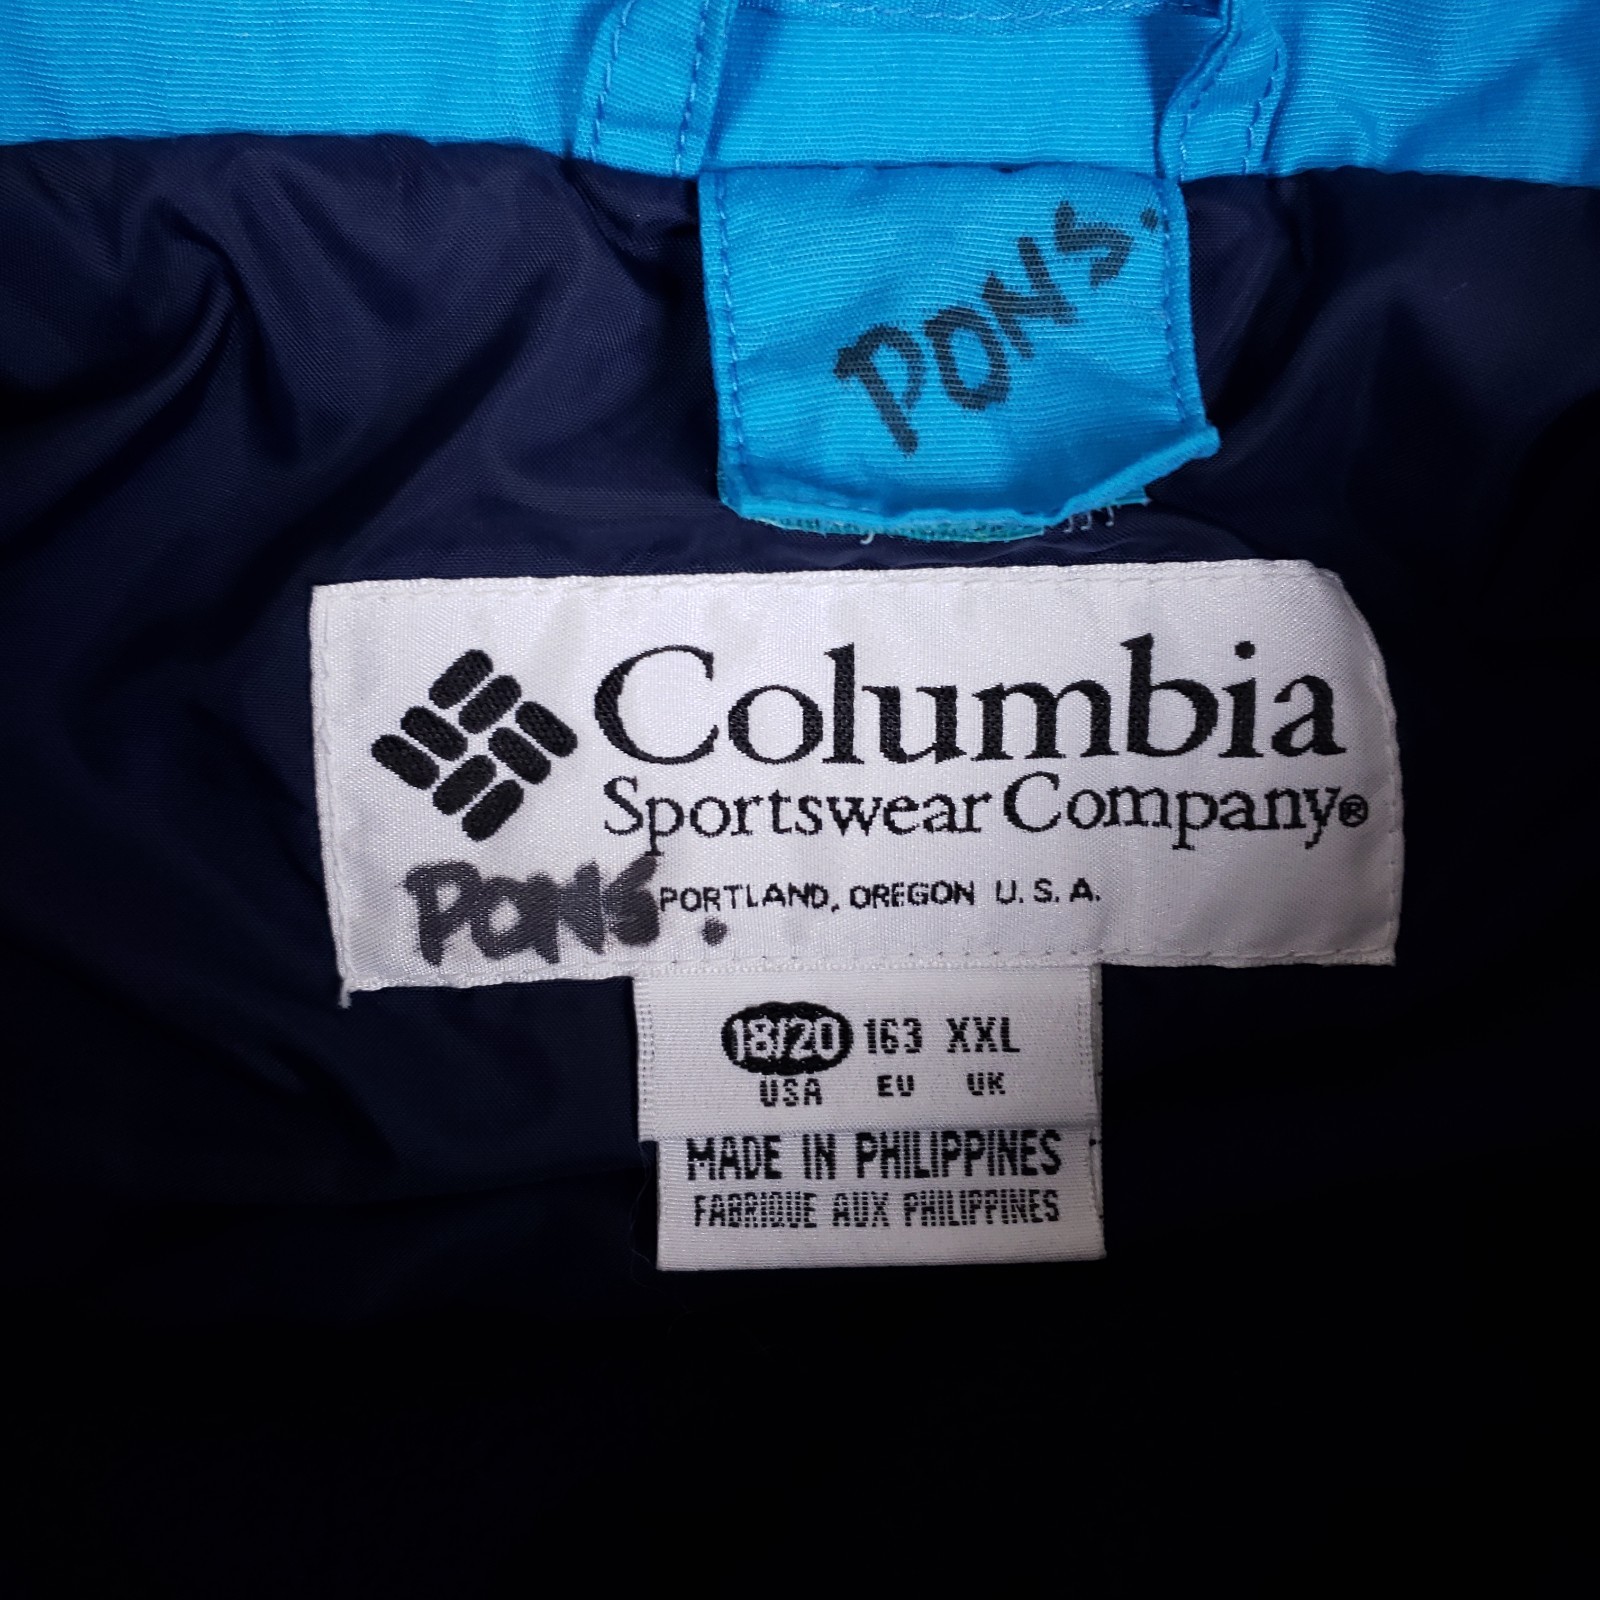 PONS.
Columbia
Sportswear Company®
PONS. PORTLAND, OREGON U.S.A.
18/20 163 XXL
USA EU UK
MADE IN PHILIPPINES
FABRIQUE AUX PHILIPPINES